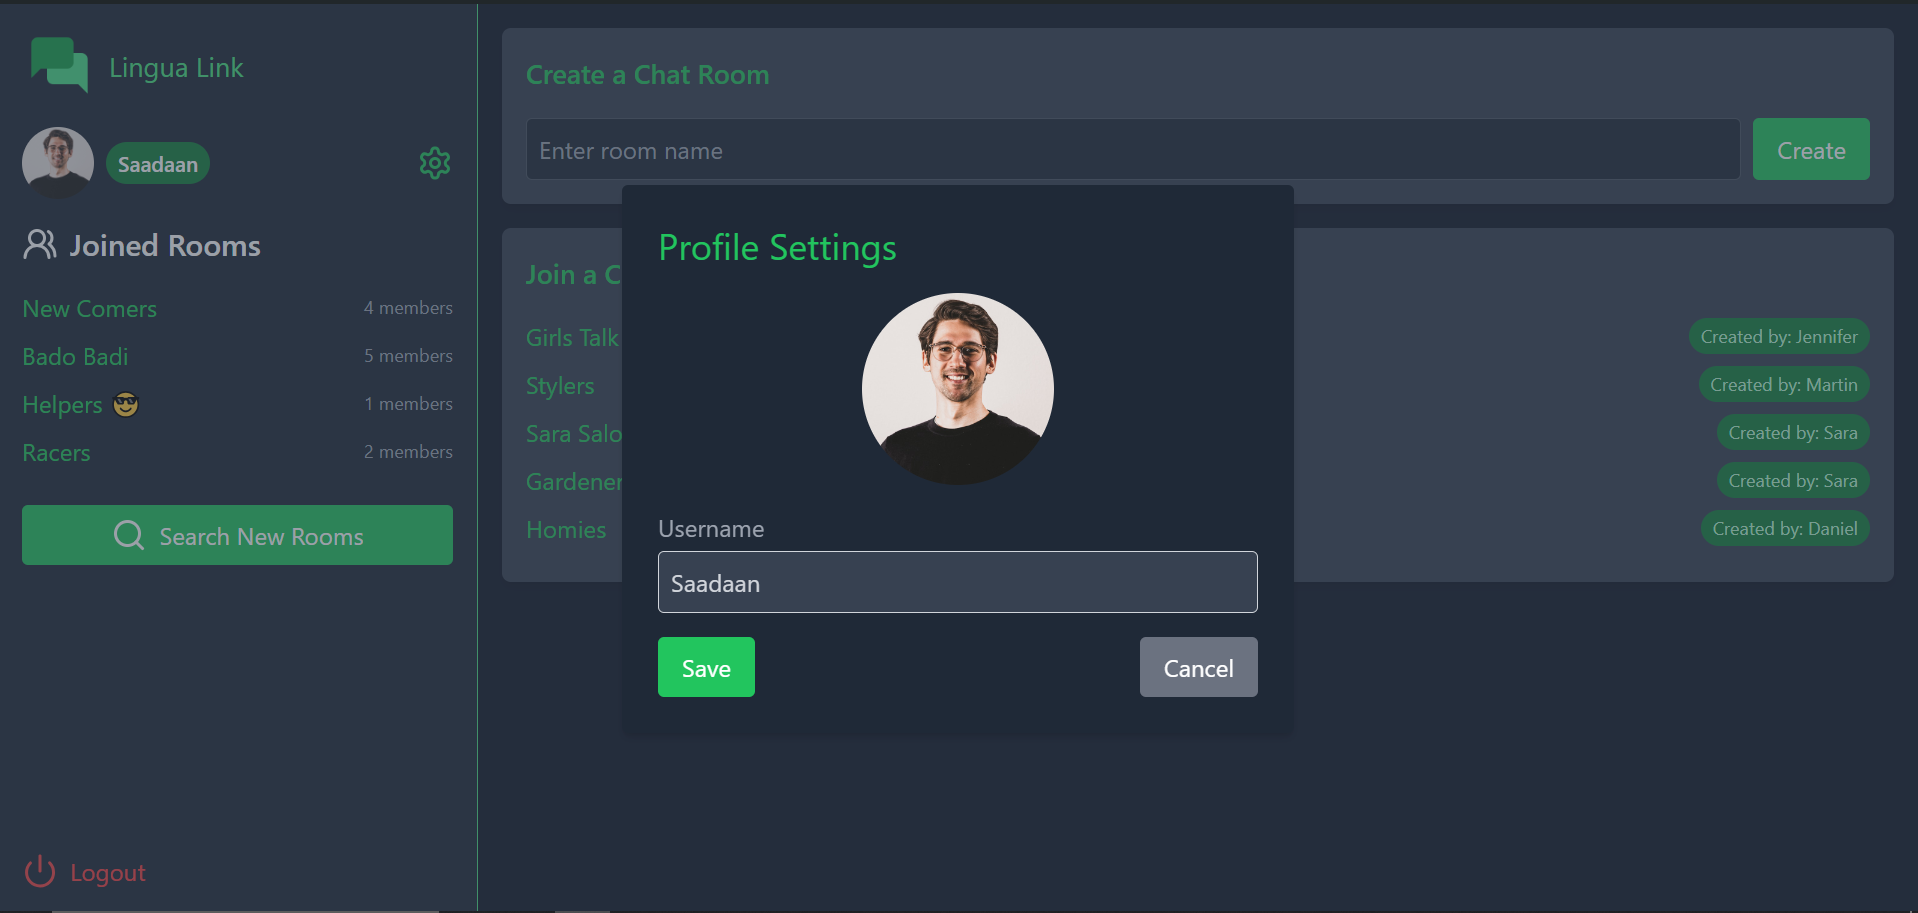 Lingua Link
Saadaan
Joined Rooms
New Comers 4 members
Bado Badi 5 members
Helpers 😎 1 members
Racers 2 members
Search New Rooms
Logout
Create a Chat Room
Enter room name
Create
Join a C
Girls Talk Created by: Jennifer
Stylers Created by: Martin
Sara Salo Created by: Sara
Gardener Created by: Sara
Homies Created by: Daniel
Profile Settings
Username
Saadaan
Save Cancel